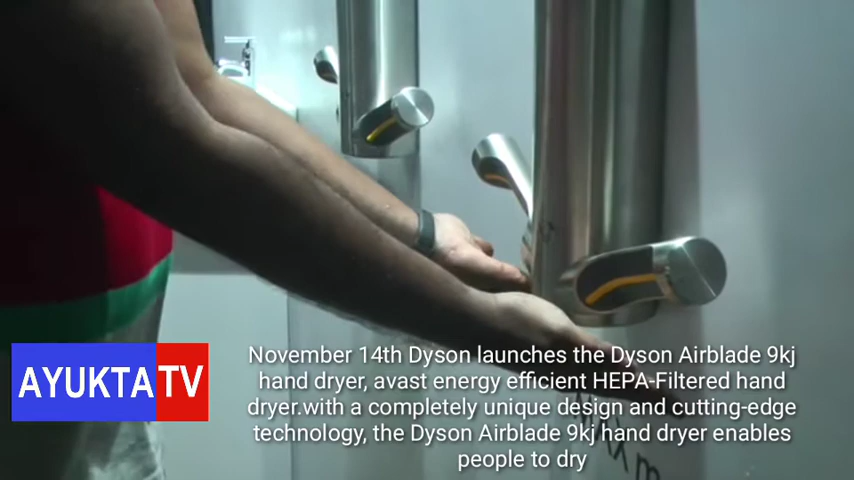 AYUKTA TV
November 14th Dyson launches the Dyson Airblade 9kj
hand dryer, avast energy efficient HEPA-Filtered hand
dryer.with a completely unique design and cutting-edge
technology, the Dyson Airblade 9kj hand dryer enables
people to dry